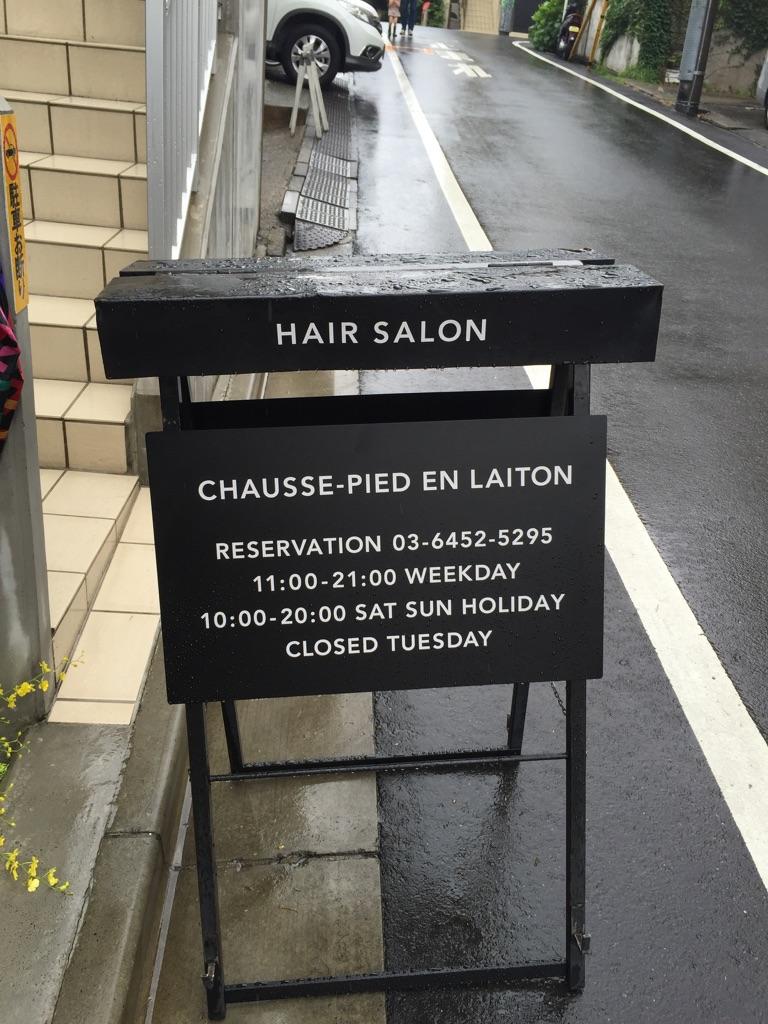 HAIR SALON
CHAUSSE-PIED EN LAITON
RESERVATION 03-6452-5295
11:00-21:00 WEEKDAY
10:00-20:00 SAT SUN HOLIDAY
CLOSED TUESDAY